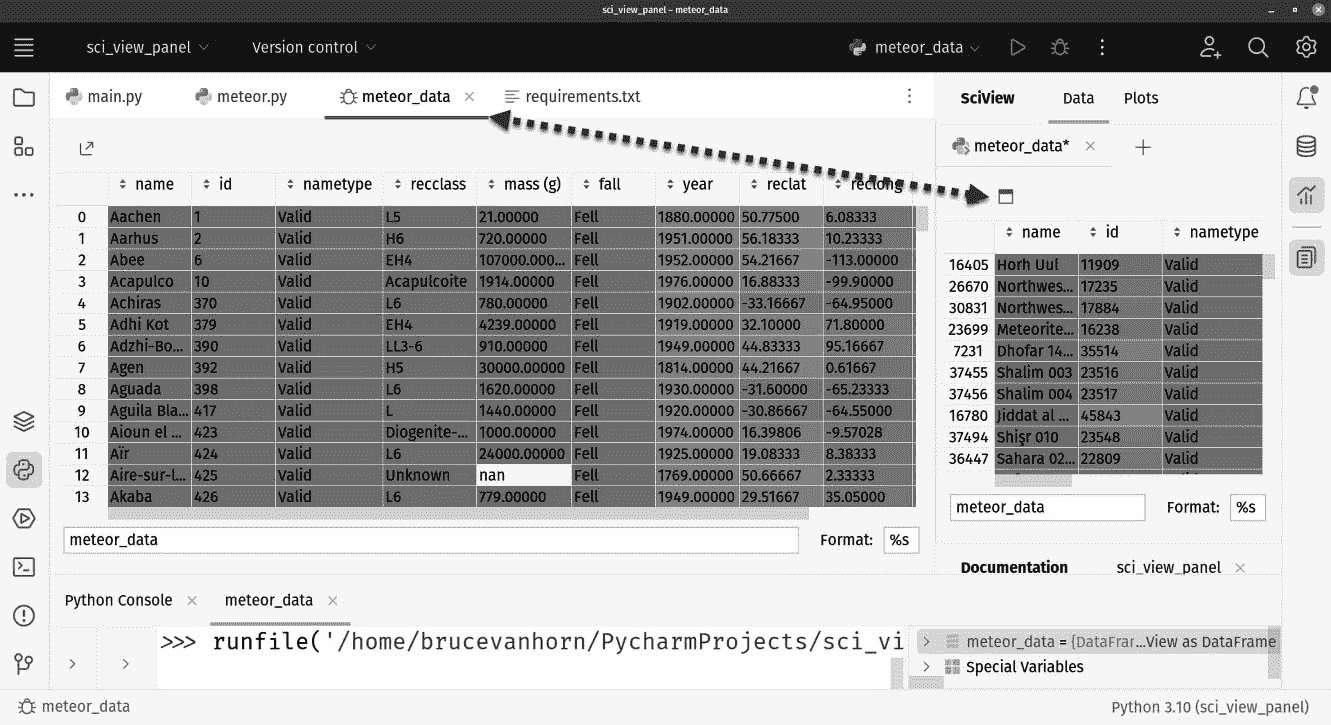 sci_view_panel – meteor_data
sci_view_panel Version control meteor_data
main.py meteor.py meteor_data requirements.txt
SciView Data Plots
meteor_data*
name id nametype recclass mass (g) fall year reclat reclong
0 Aachen 1 Valid L5 21.00000 Fell 1880.00000 50.77500 6.08333
1 Aarhus 2 Valid H6 720.00000 Fell 1951.00000 56.18333 10.23333
2 Abee 6 Valid EH4 107000.000... Fell 1952.00000 54.21667 -113.00000
3 Acapulco 10 Valid Acapulcoite 1914.00000 Fell 1976.00000 16.88333 -99.90000
4 Achiras 370 Valid L6 780.00000 Fell 1902.00000 -33.16667 -64.95000
5 Adhi Kot 379 Valid EH4 4239.00000 Fell 1919.00000 32.10000 71.80000
6 Adzhi-Bo... 390 Valid LL3-6 910.00000 Fell 1949.00000 44.83333 95.16667
7 Agen 392 Valid H5 30000.00000 Fell 1814.00000 44.21667 0.61667
8 Aguada 398 Valid L6 1620.00000 Fell 1930.00000 -31.60000 -65.23333
9 Aguila Bla... 417 Valid L 1440.00000 Fell 1920.00000 -30.86667 -64.55000
10 Aioun el ... 423 Valid Diogenite-... 1000.00000 Fell 1974.00000 16.39806 -9.57028
11 Aïr 424 Valid L6 24000.00000 Fell 1925.00000 19.08333 8.38333
12 Aire-sur-l... 425 Valid Unknown nan Fell 1769.00000 50.66667 2.33333
13 Akaba 426 Valid L6 779.00000 Fell 1949.00000 29.51667 35.05000
meteor_data Format: %s
name id nametype
16405 Horh Uul 11909 Valid
26670 Northwes... 17235 Valid
30831 Northwes... 17884 Valid
23699 Meteorite... 16238 Valid
7231 Dhofar 14... 35514 Valid
37455 Shalim 003 23516 Valid
37456 Shalim 004 23517 Valid
16780 Jiddat al ... 45843 Valid
37494 Shişr 010 23548 Valid
36447 Sahara 02... 22809 Valid
meteor_data Format: %s
Documentation sci_view_panel
Python Console meteor_data
>>> runfile('/home/brucevanhorn/PycharmProjects/sci_vi
meteor_data = {DataFrar...View as DataFrame
Special Variables
meteor_data Python 3.10 (sci_view_panel)